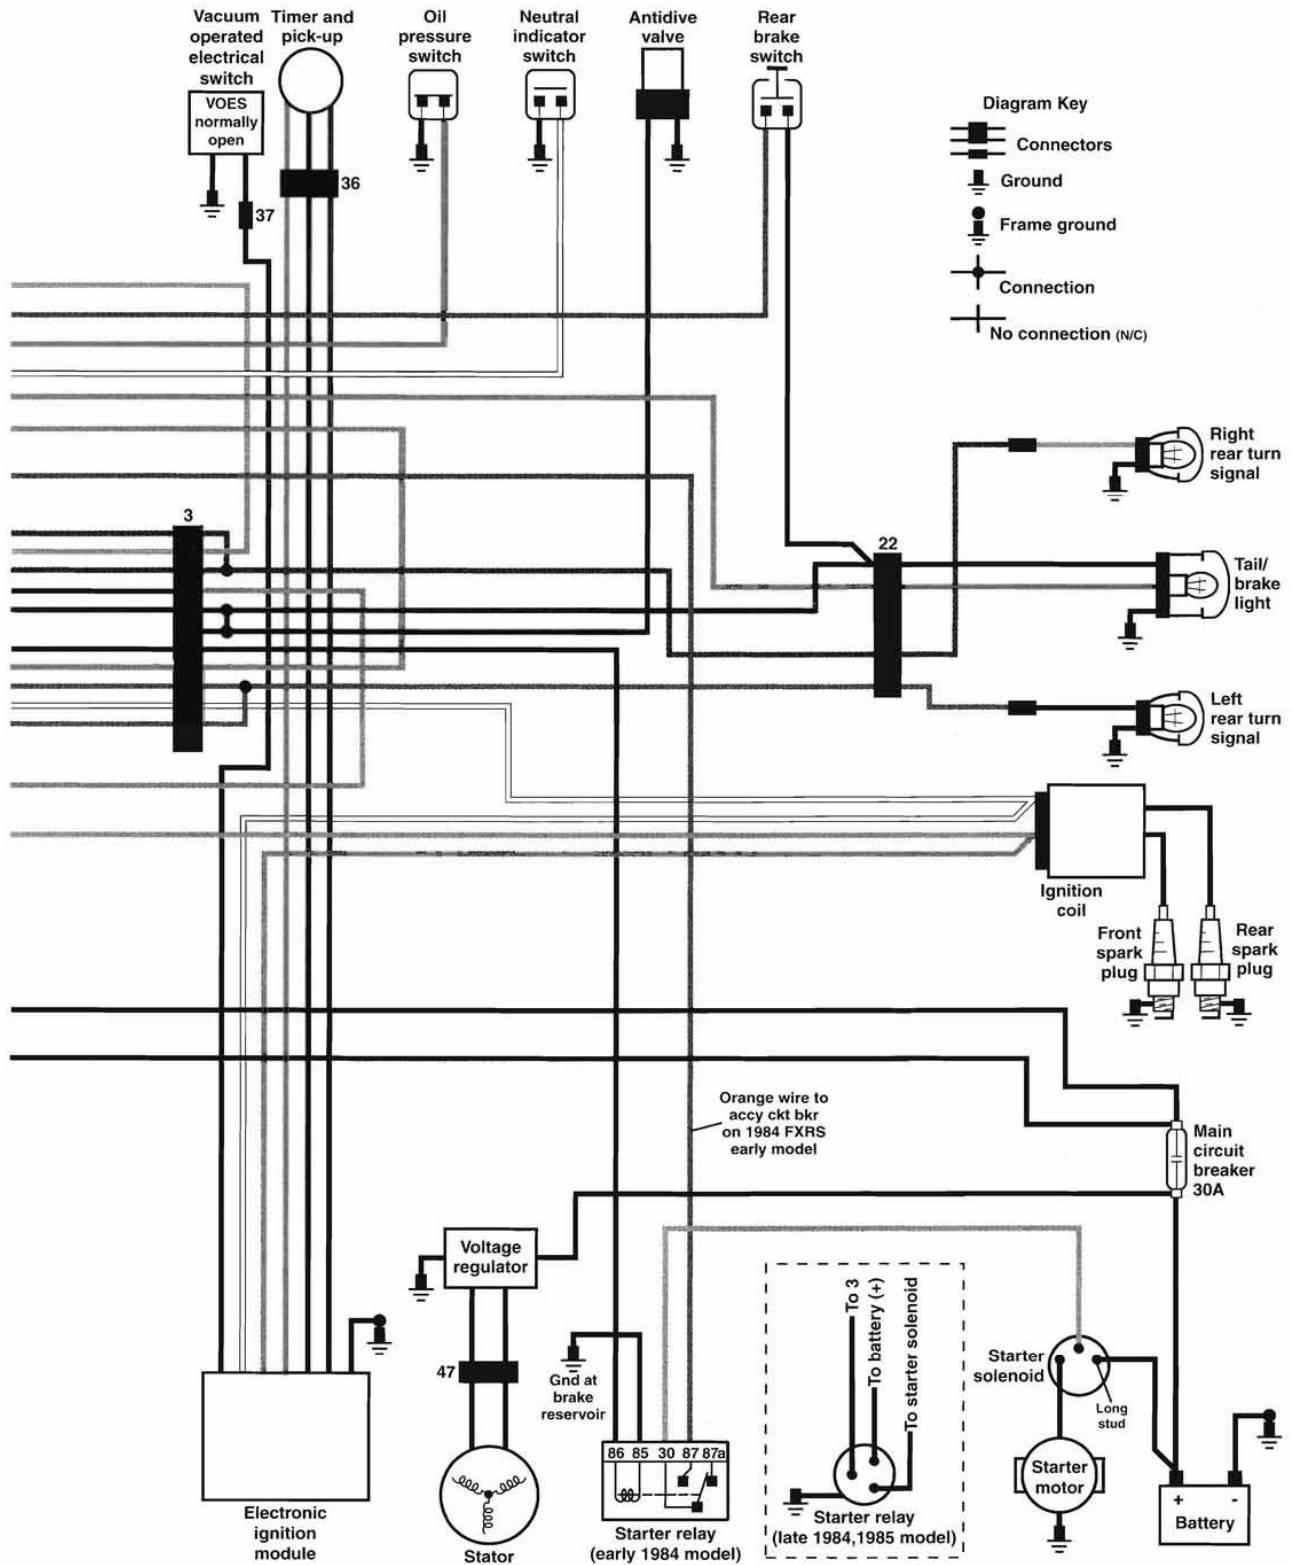 Vacuum
operated
electrical
switch
Timer and
pick-up
Oil
pressure
switch
Neutral
indicator
switch
Antidive
valve
Rear
brake
switch
VOES
normally
open
36
37
Diagram Key
Connectors
Ground
Frame ground
Connection
No connection (N/C)
Right
rear turn
signal
3
22
Tail/
brake
light
Left
rear turn
signal
Ignition
coil
Front
spark
plug
Rear
spark
plug
Orange wire to
accy ckt bkr
on 1984 FXRS
early model
Main
circuit
breaker
30A
Voltage
regulator
To 3
To battery (+)
To starter solenoid
Starter
solenoid
Long
stud
47
Gnd at
brake
reservoir
86 85 30 87 87a
Starter
motor
+ -
Battery
Electronic
ignition
module
Stator
Starter relay
(early 1984 model)
Starter relay
(late 1984,1985 model)